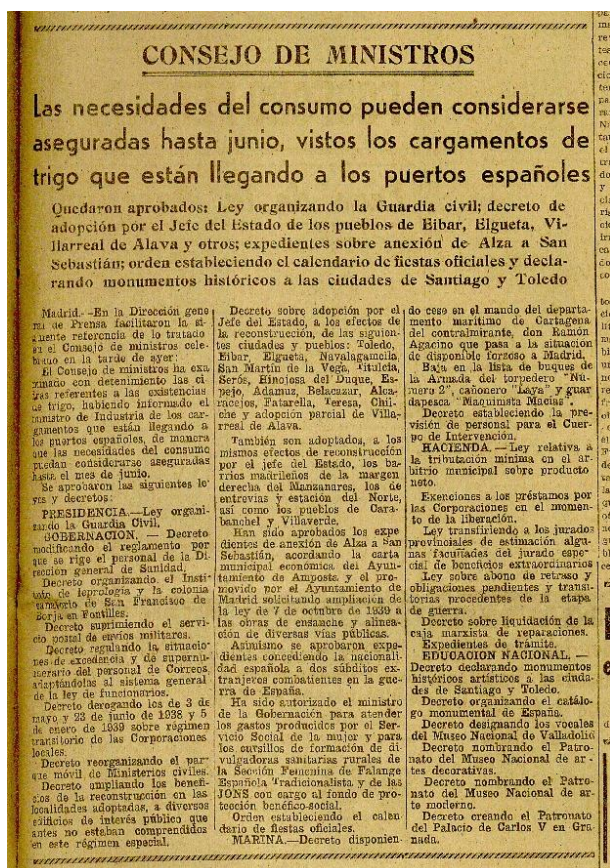 CONSEJO DE MINISTROS
Las necesidades del consumo pueden considerarse
aseguradas hasta junio, vistos los cargamentos de
trigo que están llegando a los puertos españoles
Quedaron aprobados: Ley organizando la Guardia civil; decreto de
adopción por el Jefe del Estado de los pueblos de Eibar, Elgueta, Vi-
llarreal de Alava y otros; expedientes sobre anexión de Alza a San
Sebastián; orden estableciendo el calendario de fiestas oficiales y decla-
rando monumentos históricos a las ciudades de Santiago y Toledo
Madrid.—En la Dirección gene
ral de Prensa facilitaron la si-
guiente referencia de lo tratado
en el Consejo de ministros cele-
brado en la tarde de ayer:
El Consejo de ministros ha exa
minado con detenimiento las ci-
fras referentes a las existencias
de trigo, habiendo informado el
ministro de Industria de los car-
gamentos que están llegando a
los puertos españoles, de manera
que las necesidades del consumo
puedan considerarse aseguradas
hasta el mes de junio.
Se aprobaron las siguientes le-
yes y decretos:
PRESIDENCIA.—Ley organi-
zando la Guardia Civil.
GOBERNACION. — Decreto
modificando el reglamento por
que se rige el personal de la Di-
rección general de Sanidad.
Decreto organizando el Insti-
tuto de leprología y la colonia
sanatorio de San Francisco de
Borja en Fontilles.
Decreto suprimiendo el servi-
cio postal de envíos militares.
Decreto regulando la situacio-
nes de excedencia y de supernu-
merario del personal de Correos,
adaptándolas al sistema general
de la ley de funcionarios.
Decreto derogando los de 3 de
mayo y 23 de junio de 1938 y 5
de enero de 1939 sobre régimen
transitorio de las Corporaciones
locales.
Decreto reorganizando el par-
que móvil de Ministerios civiles.
Decreto ampliando los benefi-
cios de la reconstrucción en las
localidades adoptadas, a diversos
edificios de interés público que
antes no estaban comprendidos
en este régimen especial.
Decreto sobre adopción por el
Jefe del Estado, a los efectos de
la reconstrucción, de las siguien-
tes ciudades y pueblos: Toledo,
Eibar, Elgueta, Navalagamella,
San Martín de la Vega, Titulcia,
Serós, Hinojosa del Duque, Es-
pejo, Adamuz, Belacazar, Alca-
rracejo, Fatarella, Teresa, Chil-
che y adopción parcial de Villa-
rreal de Alava.
También son adoptados, a los
mismos efectos de reconstrucción
por el jefe del Estado, los ba-
rrios madrileños de la margen
derecha del Manzanares, los de
entrevías y estación del Norte,
así como los pueblos de Cara-
banchel y Villaverde.
Han sido aprobados los expe
dientes de anexión de Alza a San
Sebastián, acordando la carta
municipal económica del Ayun-
tamiento de Amposta y el pro-
movido por el Ayuntamiento de
Madrid solicitando ampliación de
la ley de 7 de octubre de 1939 a
las obras de ensanche y alinea-
ción de diversas vías públicas.
Asimismo se aprobaron expe-
dientes concediendo la nacionali-
dad española a dos súbditos ex-
tranjeros combatientes en la gue-
rra de España.
Ha sido autorizado el ministro
de la Gobernación para atender
los gastos producidos por el Ser-
vicio Social de la mujer y para
los cursillos de formación de di-
vulgadoras sanitarias rurales de
la Sección Femenina de Falange
Española Tradicionalista y de las
JONS con cargo al fondo de pro-
tección benéfico-social.
Orden estableciendo el calen-
dario de fiestas oficiales.
MARINA.—Decreto disponien-
do cese en el mando del departa-
mento marítimo de Cartagena
del contralmirante, don Ramón
Agacino que pasa a la situación
de disponible forzoso a Madrid.
Baja en la lista de buques de
la Armada del torpedero "Nú-
mero 2", cañonero "Laya" y guar
dapesca "Maquinista Macías".
Decreto estableciendo la pre-
visión de personal para el Cuer-
po de Intervención.
HACIENDA. — Ley relativa a
la tributación mínima en el ar-
bitrio municipal sobre producto
neto.
Exenciones a los préstamos por
las Corporaciones en el momen-
to de la liberación.
Ley transfiriendo a los jurados
provinciales de estimación algu-
nas facultades del jurado espe-
cial de beneficios extraordinarios
Ley sobre abono de retraso y
obligaciones pendientes y transi-
torias procedentes de la etapa
de guerra.
Decreto sobre liquidación de la
caja marxista de reparaciones.
Expedientes de trámite.
EDUCACION NACIONAL. —
Decreto declarando monumentos
históricos artísticos a las ciuda-
des de Santiago y Toledo.
Decreto organizando el catálo-
go monumental de España.
Decreto designando los vocales
del Museo Nacional de Valladolid
Decreto nombrando el Patro-
nato del Museo Nacional de ar-
tes decorativas.
Decreto nombrando el Patro-
nato del Museo Nacional de ar-
te moderno.
Decreto creando el Patronato
del Palacio de Carlos V en Gra-
nada.